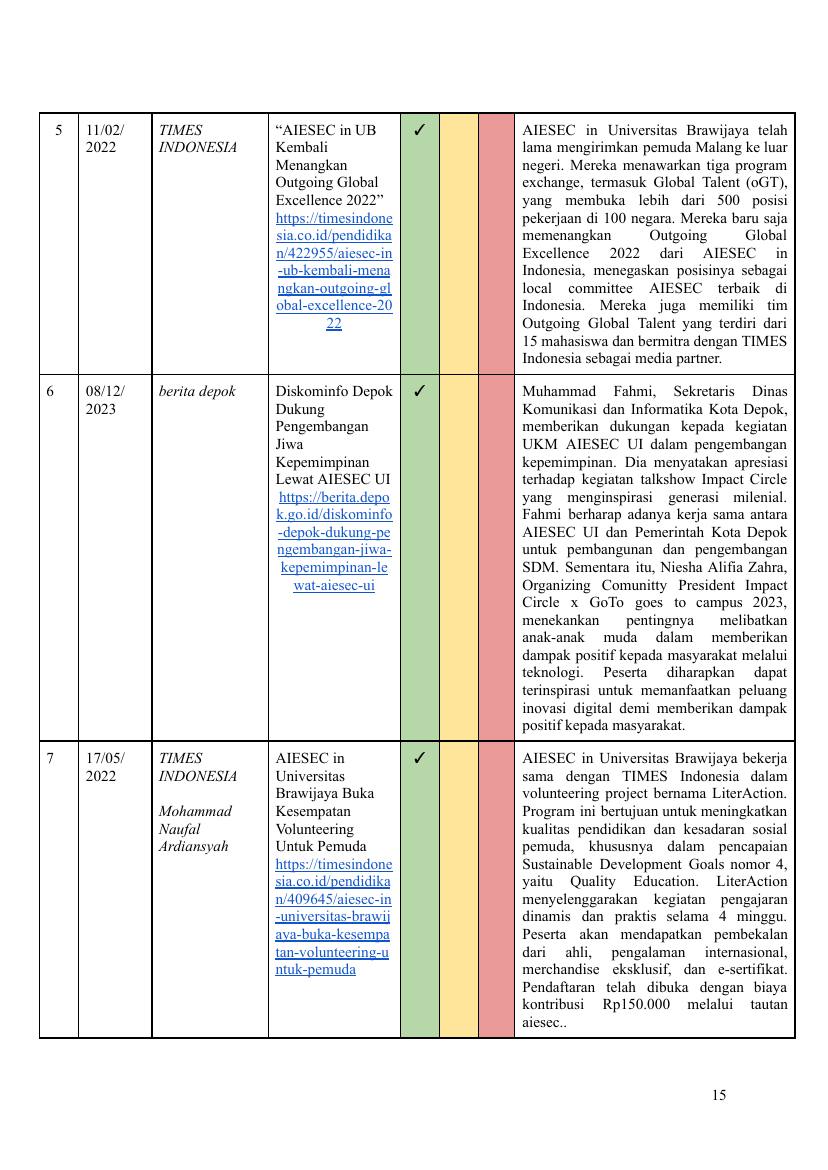 5
11/02/
2022
TIMES
INDONESIA
“AIESEC in UB
Kembali
Menangkan
Outgoing Global
Excellence 2022”
https://timesindone
sia.co.id/pendidika
n/422955/aiesec-in
-ub-kembali-mena
ngkan-outgoing-gl
obal-excellence-20
22
✓
AIESEC in Universitas Brawijaya telah
lama mengirimkan pemuda Malang ke luar
negeri. Mereka menawarkan tiga program
exchange, termasuk Global Talent (oGT),
yang membuka lebih dari 500 posisi
pekerjaan di 100 negara. Mereka baru saja
memenangkan Outgoing Global
Excellence 2022 dari AIESEC in
Indonesia, menegaskan posisinya sebagai
local committee AIESEC terbaik di
Indonesia. Mereka juga memiliki tim
Outgoing Global Talent yang terdiri dari
15 mahasiswa dan bermitra dengan TIMES
Indonesia sebagai media partner.
6
08/12/
2023
berita depok
Diskominfo Depok
Dukung
Pengembangan
Jiwa
Kepemimpinan
Lewat AIESEC UI
https://berita.depo
k.go.id/diskominfo
-depok-dukung-pe
ngembangan-jiwa-
kepemimpinan-le
wat-aiesec-ui
✓
Muhammad Fahmi, Sekretaris Dinas
Komunikasi dan Informatika Kota Depok,
memberikan dukungan kepada kegiatan
UKM AIESEC UI dalam pengembangan
kepemimpinan. Dia menyatakan apresiasi
terhadap kegiatan talkshow Impact Circle
yang menginspirasi generasi milenial.
Fahmi berharap adanya kerja sama antara
AIESEC UI dan Pemerintah Kota Depok
untuk pembangunan dan pengembangan
SDM. Sementara itu, Niesha Alifia Zahra,
Organizing Comunitty President Impact
Circle x GoTo goes to campus 2023,
menekankan pentingnya melibatkan
anak-anak muda dalam memberikan
dampak positif kepada masyarakat melalui
teknologi. Peserta diharapkan dapat
terinspirasi untuk memanfaatkan peluang
inovasi digital demi memberikan dampak
positif kepada masyarakat.
7
17/05/
2022
TIMES
INDONESIA
Mohammad
Naufal
Ardiansyah
AIESEC in
Universitas
Brawijaya Buka
Kesempatan
Volunteering
Untuk Pemuda
https://timesindone
sia.co.id/pendidika
n/409645/aiesec-in
-universitas-brawij
aya-buka-kesempa
tan-volunteering-u
ntuk-pemuda
✓
AIESEC in Universitas Brawijaya bekerja
sama dengan TIMES Indonesia dalam
volunteering project bernama LiterAction.
Program ini bertujuan untuk meningkatkan
kualitas pendidikan dan kesadaran sosial
pemuda, khususnya dalam pencapaian
Sustainable Development Goals nomor 4,
yaitu Quality Education. LiterAction
menyelenggarakan kegiatan pengajaran
dinamis dan praktis selama 4 minggu.
Peserta akan mendapatkan pembekalan
dari ahli, pengalaman internasional,
merchandise eksklusif, dan e-sertifikat.
Pendaftaran telah dibuka dengan biaya
kontribusi Rp150.000 melalui tautan
aiesec..
15